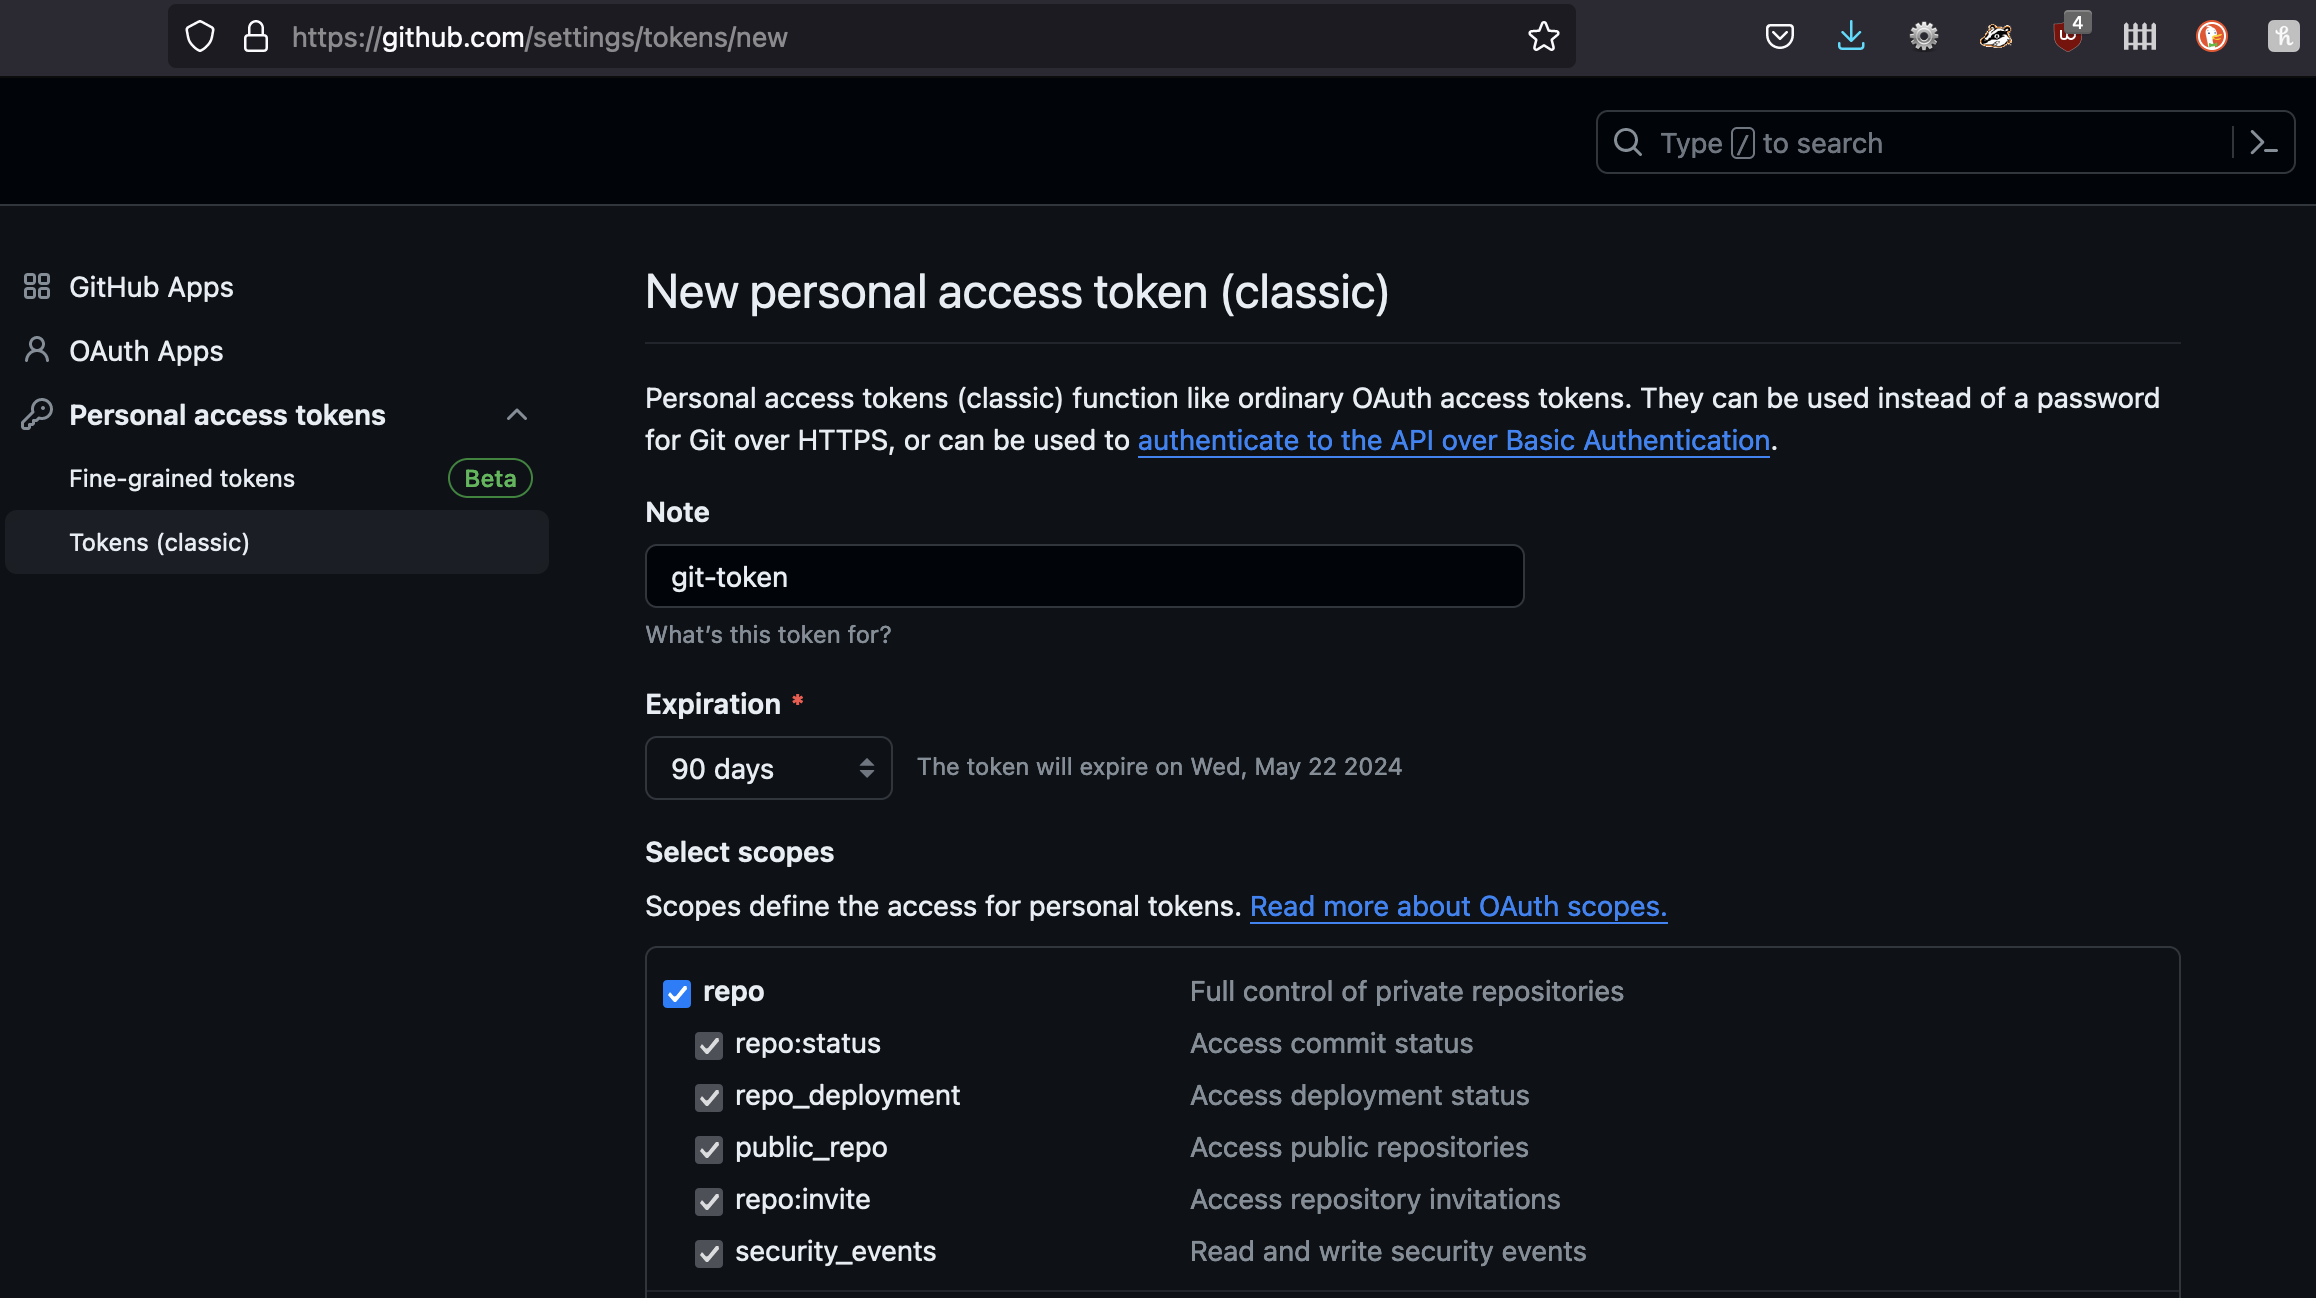 https://github.com/settings/tokens/new
4
Type / to search
GitHub Apps
OAuth Apps
Personal access tokens
Fine-grained tokens Beta
Tokens (classic)
New personal access token (classic)
Personal access tokens (classic) function like ordinary OAuth access tokens. They can be used instead of a password
for Git over HTTPS, or can be used to authenticate to the API over Basic Authentication.
Note
git-token
What's this token for?
Expiration *
90 days The token will expire on Wed, May 22 2024
Select scopes
Scopes define the access for personal tokens. Read more about OAuth scopes.
repo Full control of private repositories
repo:status Access commit status
repo_deployment Access deployment status
public_repo Access public repositories
repo:invite Access repository invitations
security_events Read and write security events